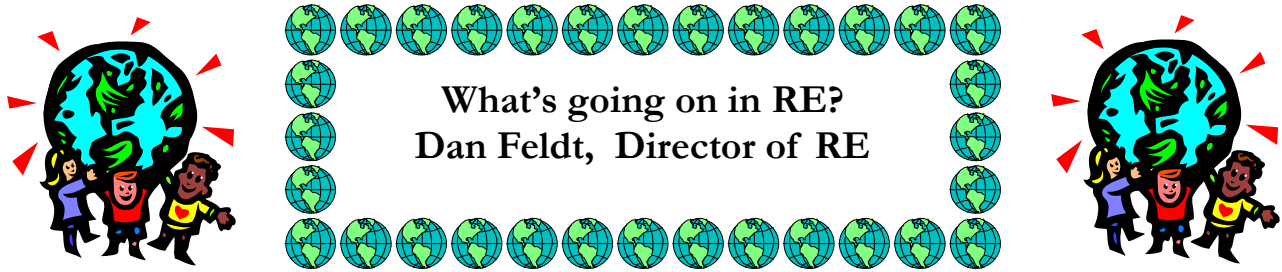 What's going on in RE?
Dan Feldt,  Director of RE